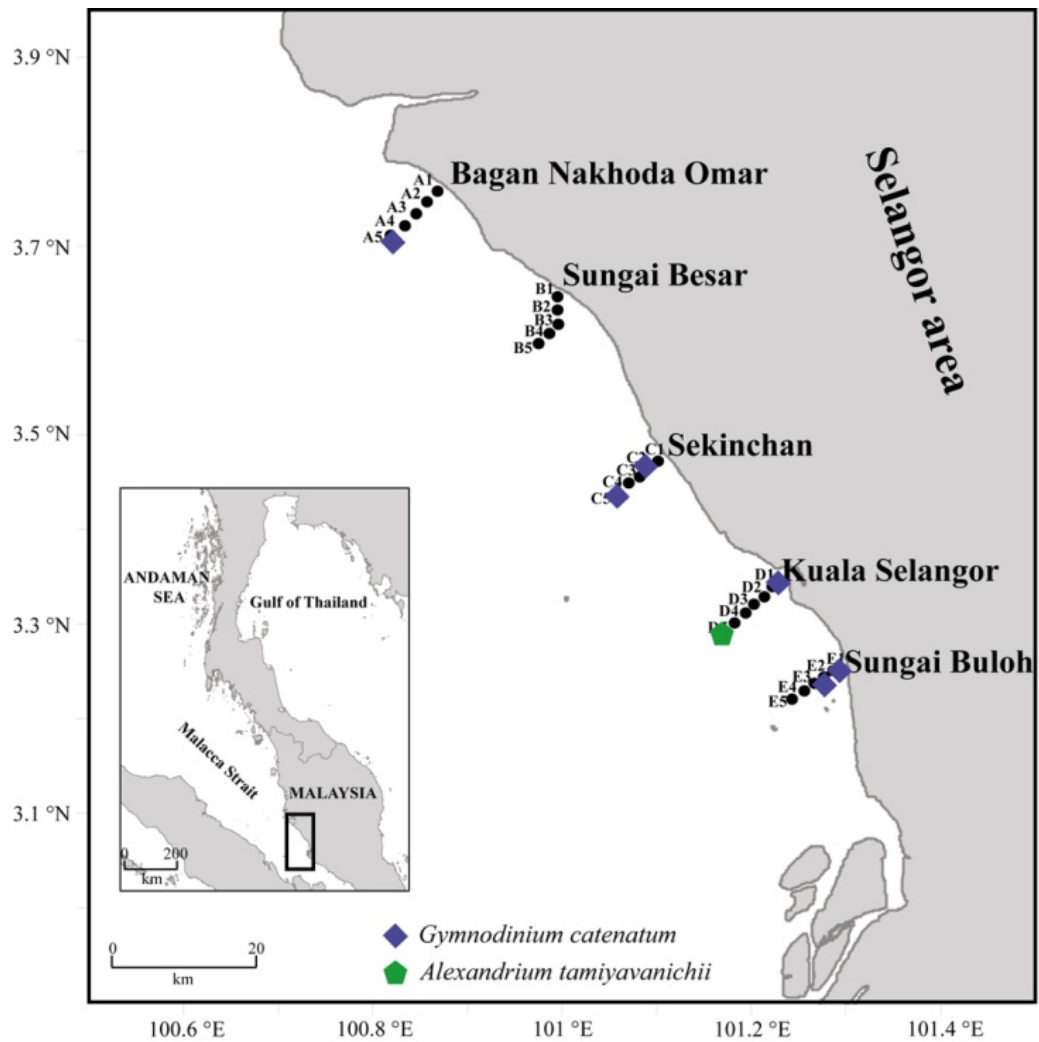 3.9 °N
Bagan Nakhoda Omar
A1
A2
A3
A4
A5
3.7 °N
Selangor area
Sungai Besar
B1
B2
B3
B4
B5
3.5 °N
Sekinchan
C1
C2
C3
C4
C5
Kuala Selangor
D1
D2
D3
D4
3.3 °N
Sungai Buloh
E1
E2
E3
E4
E5
3.1 °N
ANDAMAN
SEA
Gulf of Thailand
Malacca Strait
MALAYSIA
0 200
km
Gymnodinium catenatum
Alexandrium tamiyavanichii
0 20
km
100.6 °E 100.8 °E 101 °E 101.2 °E 101.4 °E